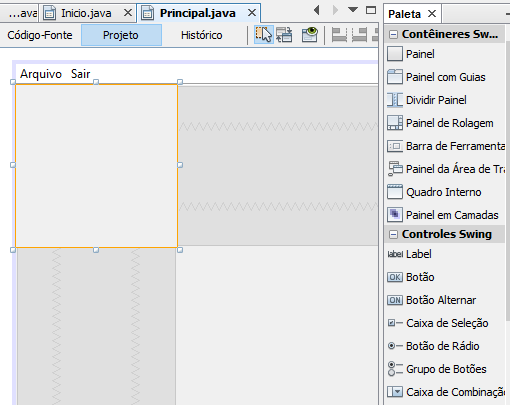 ...ava
Inicio.java
Principal.java
Código-Fonte
Projeto
Histórico
Arquivo Sair
Paleta
Contêineres Sw...
Painel
Painel com Guias
Dividir Painel
Painel de Rolagem
Barra de Ferramenta
Painel da Área de Tra
Quadro Interno
Painel em Camadas
Controles Swing
label Label
OK Botão
ON Botão Alternar
Caixa de Seleção
Botão de Rádio
Grupo de Botões
Caixa de Combinação